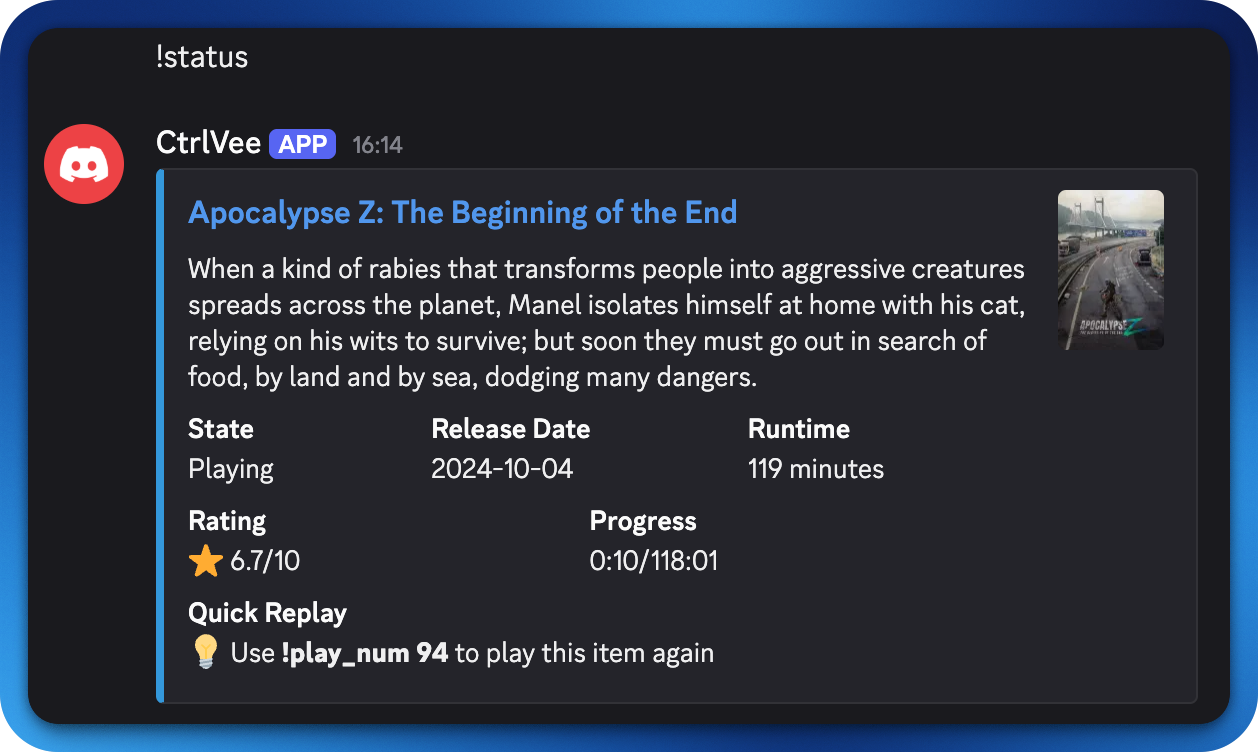 !status
CtrlVee APP 16:14
Apocalypse Z: The Beginning of the End
When a kind of rabies that transforms people into aggressive creatures
spreads across the planet, Manel isolates himself at home with his cat,
relying on his wits to survive; but soon they must go out in search of
food, by land and by sea, dodging many dangers.
State Release Date Runtime
Playing 2024-10-04 119 minutes
Rating Progress
6.7/10 0:10/118:01
Quick Replay
Use !play_num 94 to play this item again
APOCALYPSE Z